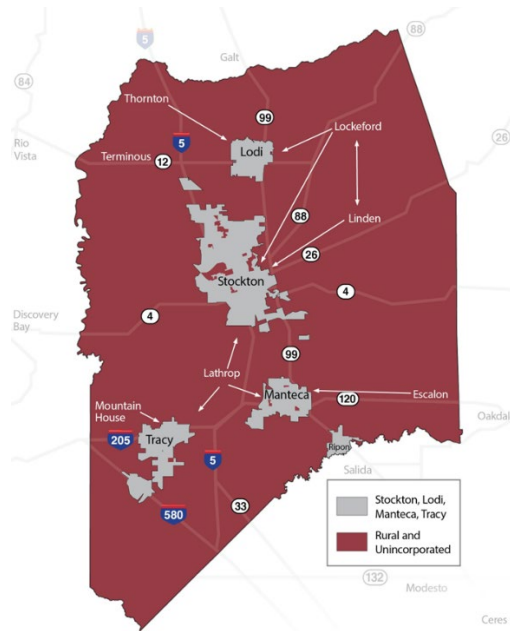 5
88
Galt
84
Thornton
99
Lockeford
Lodi
Rio
Vista
5
26
Terminous
12
88
Linden
26
Stockton
Discovery
Bay
4
4
99
Lathrop
Manteca
120
Escalon
Mountain
House
Oakdal
205
Tracy
Ripon
5
Salida
Stockton, Lodi,
Manteca, Tracy
33
580
Rural and
Unincorporated
132
Modesto
Ceres